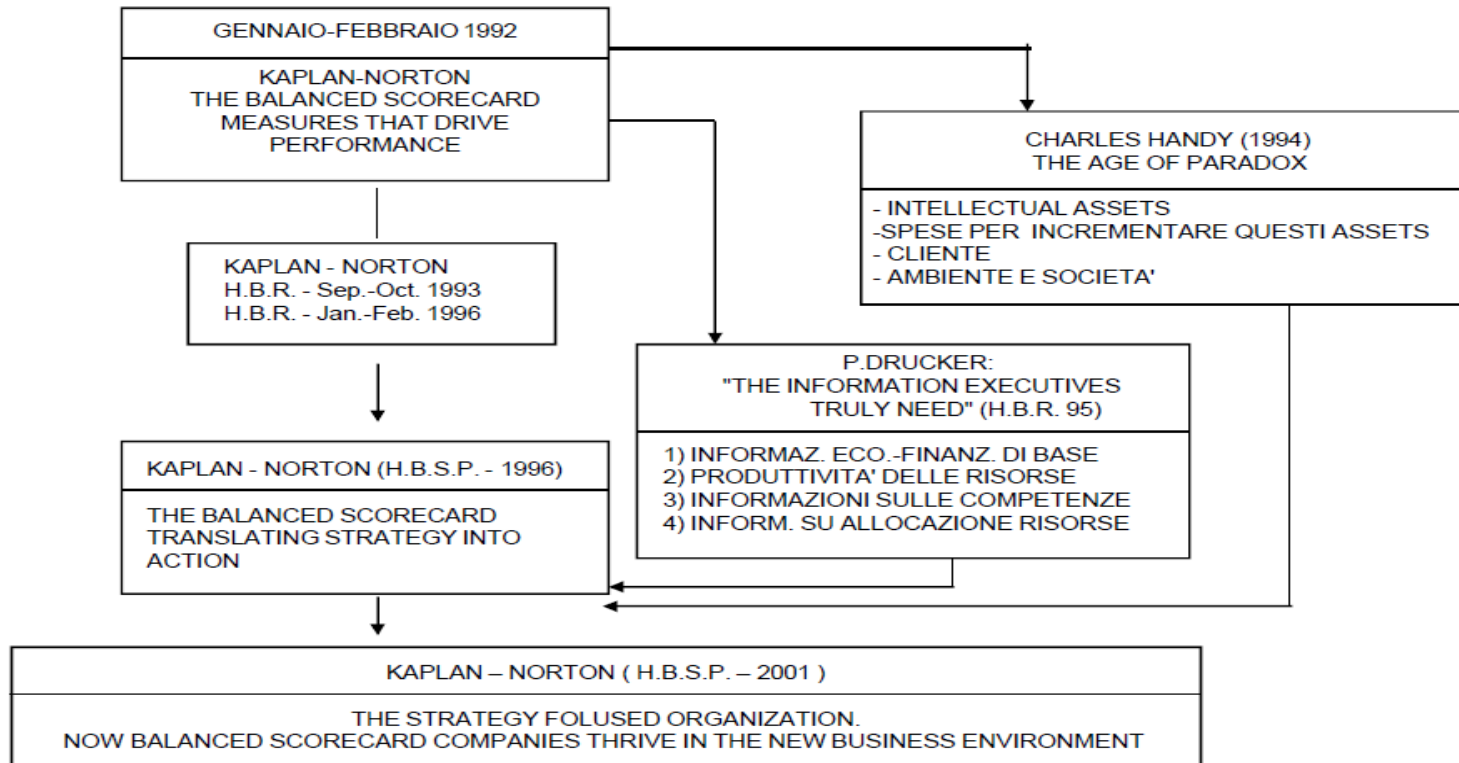 GENNAIO-FEBBRAIO 1992
KAPLAN-NORTON
THE BALANCED SCORECARD
MEASURES THAT DRIVE
PERFORMANCE
CHARLES HANDY (1994)
THE AGE OF PARADOX
- INTELLECTUAL ASSETS
-SPESE PER INCREMENTARE QUESTI ASSETS
- CLIENTE
- AMBIENTE E SOCIETA'
KAPLAN - NORTON
H.B.R. - Sep.-Oct. 1993
H.B.R. - Jan.-Feb. 1996
P.DRUCKER:
"THE INFORMATION EXECUTIVES
TRULY NEED" (H.B.R. 95)
1) INFORMAZ. ECO.-FINANZ. DI BASE
2) PRODUTTIVITA' DELLE RISORSE
3) INFORMAZIONI SULLE COMPETENZE
4) INFORM. SU ALLOCAZIONE RISORSE
KAPLAN - NORTON (H.B.S.P. - 1996)
THE BALANCED SCORECARD
TRANSLATING STRATEGY INTO
ACTION
KAPLAN – NORTON ( H.B.S.P. – 2001 )
THE STRATEGY FOLUSED ORGANIZATION.
NOW BALANCED SCORECARD COMPANIES THRIVE IN THE NEW BUSINESS ENVIRONMENT